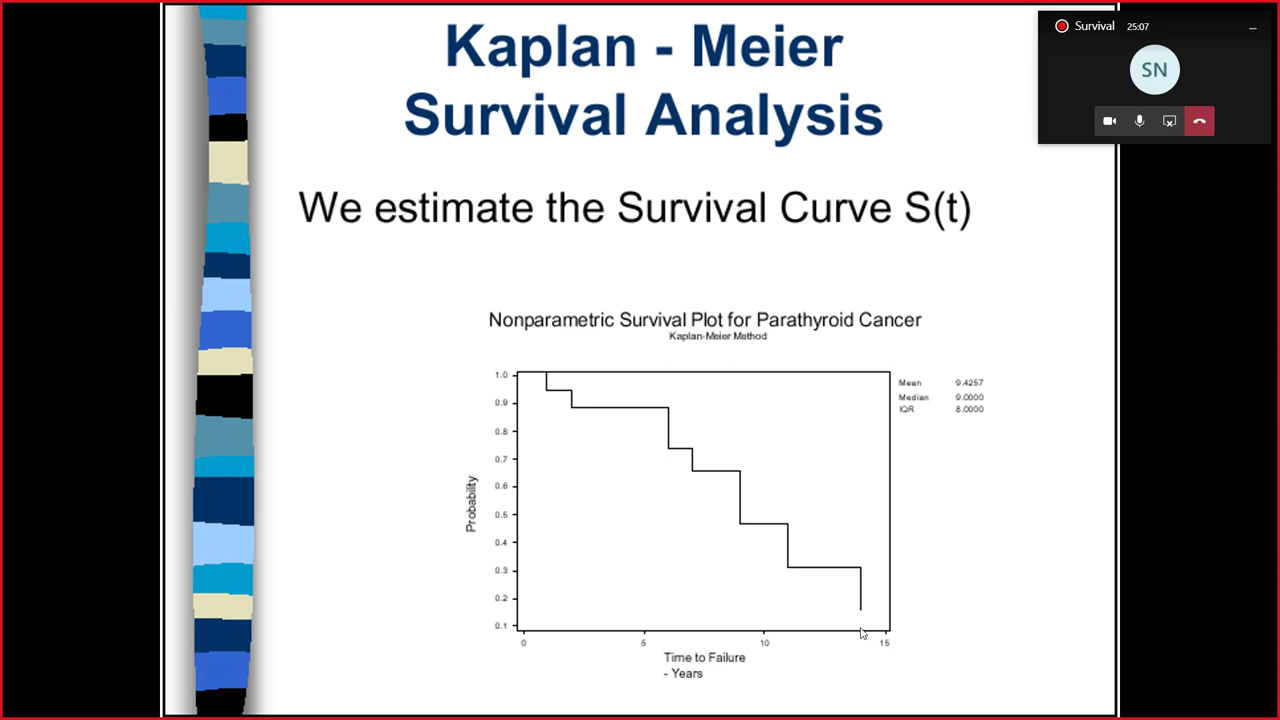 Kaplan - Meier
Survival Analysis
Survival 25:07
SN
We estimate the Survival Curve S(t)
Nonparametric Survival Plot for Parathyroid Cancer
Kaplan-Meier Method
Mean 9.4257
Median 9.0000
IQR 8.0000
1.0
0.9
0.8
0.7
0.6
0.5
0.4
0.3
0.2
0.1
Probability
0 5 10 15
Time to Failure
- Years